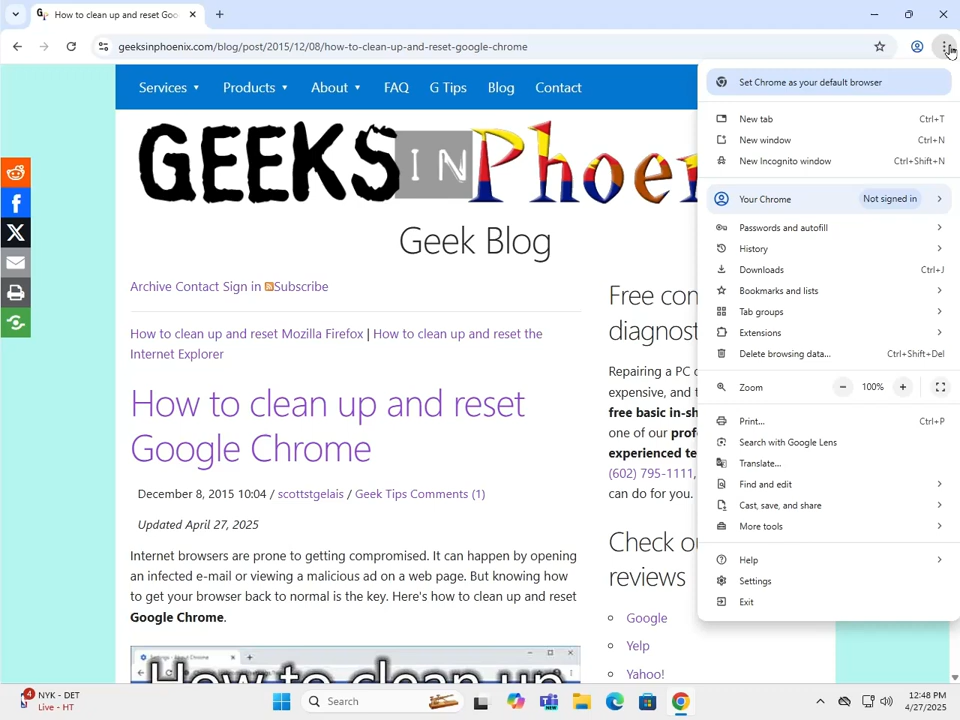 How to clean up and reset Goo
geeksinphoenix.com/blog/post/2015/12/08/how-to-clean-up-and-reset-google-chrome
Services
Products
About
FAQ
G Tips
Blog
Contact
GEEKS IN Phoe
Geek Blog
Archive Contact Sign in Subscribe
How to clean up and reset Mozilla Firefox | How to clean up and reset the
Internet Explorer
How to clean up and reset
Google Chrome
December 8, 2015 10:04 / scottstgelais / Geek Tips Comments (1)
Updated April 27, 2025
Internet browsers are prone to getting compromised. It can happen by opening
an infected e-mail or viewing a malicious ad on a web page. But knowing how
to get your browser back to normal is the key. Here's how to clean up and reset
Google Chrome.
Settings - About Chrome
How to clean up
Free con
diagnost
Repairing a PC c
expensive, and t
free basic in-sh
one of our prof
experienced te
(602) 795-1111,
can do for you.
Check ou
reviews
Google
Yelp
Yahoo!
Set Chrome as your default browser
New tab Ctrl+T
New window Ctrl+N
New Incognito window Ctrl+Shift+N
Your Chrome Not signed in
Passwords and autofill
History
Downloads Ctrl+J
Bookmarks and lists
Tab groups
Extensions
Delete browsing data... Ctrl+Shift+Del
Zoom 100%
Print... Ctrl+P
Search with Google Lens
Translate...
Find and edit
Cast, save, and share
More tools
Help
Settings
Exit
4
NYK - DET
Live - HT
Search
NEW
12:48 PM
4/27/2025